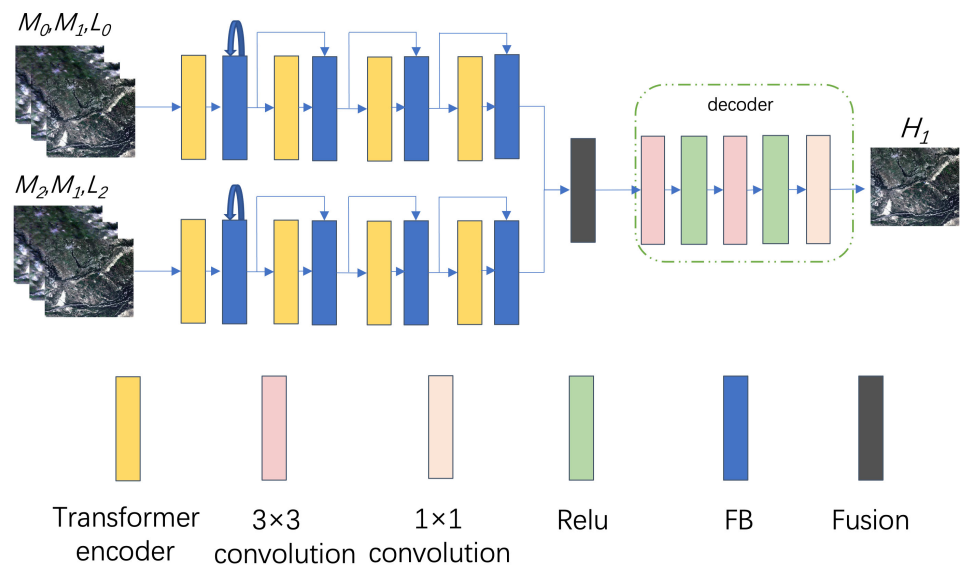 M₀,M₁,L₀
decoder
H₁
M₂,M₁,L₂
Transformer
encoder
3×3
convolution
1×1
convolution
Relu
FB
Fusion